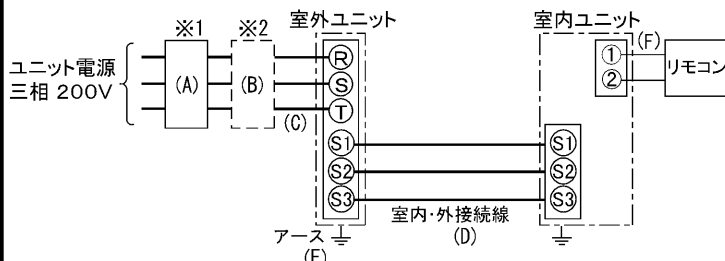 ※1
※2
室外ユニット
室内ユニット
ユニット電源
三相 200V
(A)
(B)
(C)
R
S
T
S1
S2
S3
室内・外接続線
(D)
アース
(E)
S1
S2
S3
1
2
(F)
リモコン